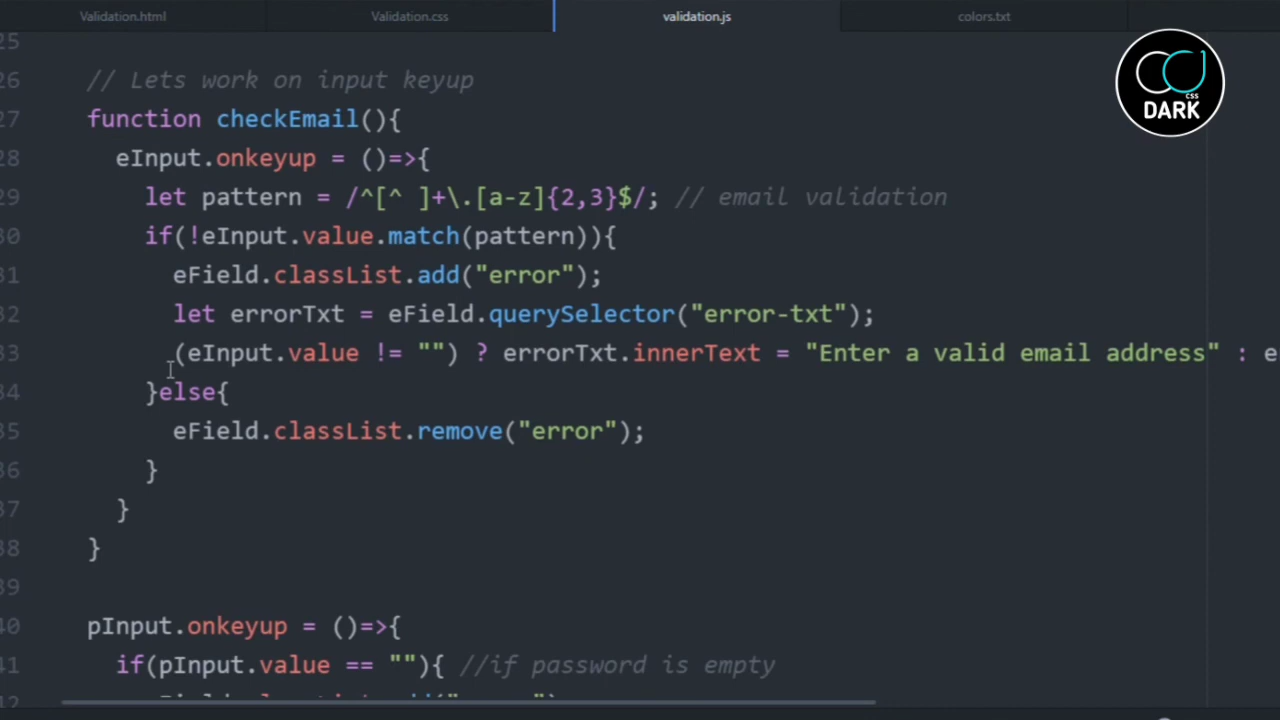 Validation.html Validation.css validation.js colors.txt
CSS
DARK
25
26 // Lets work on input keyup
27 function checkEmail(){
28 eInput.onkeyup = ()=>{
29 let pattern = /^[^ ]+\.[a-z]{2,3}$/; // email validation
30 if(!eInput.value.match(pattern)){
31 eField.classList.add("error");
32 let errorTxt = eField.querySelector("error-txt");
33 (eInput.value != "") ? errorTxt.innerText = "Enter a valid email address" : e
34 }else{
35 eField.classList.remove("error");
36 }
37 }
38 }
39
40 pInput.onkeyup = ()=>{
41 if(pInput.value == ""){ //if password is empty
42